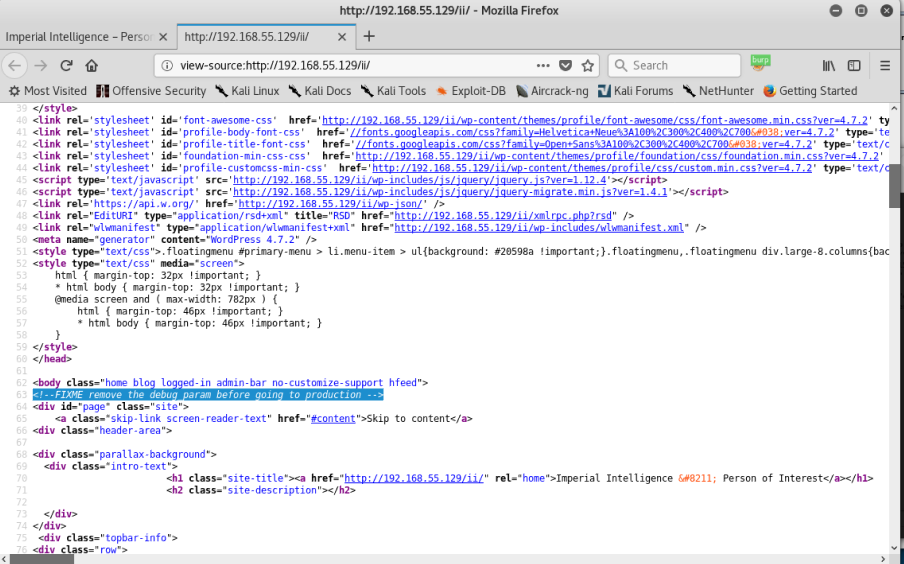 http://192.168.55.129/ii/ - Mozilla Firefox
Imperial Intelligence – Perso
http://192.168.55.129/ii/
view-source:http://192.168.55.129/ii/
Search
burp
Most Visited
Offensive Security
Kali Linux
Kali Docs
Kali Tools
Exploit-DB
Aircrack-ng
Kali Forums
NetHunter
Getting Started
39 </style>
40 <link rel='stylesheet' id='font-awesome-css'  href='http://192.168.55.129/ii/wp-content/themes/profile/font-awesome/css/font-awesome.min.css?ver=4.7.2' type=
41 <link rel='stylesheet' id='profile-body-font-css'  href='//fonts.googleapis.com/css?family=Helvetica+Neue%3A100%2C300%2C400%2C700&#038;ver=4.7.2' type='te
42 <link rel='stylesheet' id='profile-title-font-css'  href='//fonts.googleapis.com/css?family=Open+Sans%3A100%2C300%2C400%2C700&#038;ver=4.7.2' type='text/c
43 <link rel='stylesheet' id='foundation-min-css-css'  href='http://192.168.55.129/ii/wp-content/themes/profile/foundation/css/foundation.min.css?ver=4.7.2'
44 <link rel='stylesheet' id='profile-customcss-min-css'  href='http://192.168.55.129/ii/wp-content/themes/profile/css/custom.min.css?ver=4.7.2' type='text/c
45 <script type='text/javascript' src='http://192.168.55.129/ii/wp-includes/js/jquery/jquery.js?ver=1.12.4'></script>
46 <script type='text/javascript' src='http://192.168.55.129/ii/wp-includes/js/jquery/jquery-migrate.min.js?ver=1.4.1'></script>
47 <link rel='https://api.w.org/' href='http://192.168.55.129/ii/wp-json/' />
48 <link rel="EditURI" type="application/rsd+xml" title="RSD" href="http://192.168.55.129/ii/xmlrpc.php?rsd" />
49 <link rel="wlwmanifest" type="application/wlwmanifest+xml" href="http://192.168.55.129/ii/wp-includes/wlwmanifest.xml" />
50 <meta name="generator" content="WordPress 4.7.2" />
51 <style type="text/css">.floatingmenu #primary-menu > li.menu-item > ul{background: #20598a !important;}.floatingmenu,.floatingmenu div.large-8.columns{bac
52 <style type="text/css" media="screen">
53     html { margin-top: 32px !important; }
54     * html body { margin-top: 32px !important; }
55     @media screen and ( max-width: 782px ) {
56         html { margin-top: 46px !important; }
57         * html body { margin-top: 46px !important; }
58     }
59 </style>
60 </head>
61
62 <body class="home blog logged-in admin-bar no-customize-support hfeed">
63 <!--FIXME remove the debug param before going to production -->
64 <div id="page" class="site">
65     <a class="skip-link screen-reader-text" href="#content">Skip to content</a>
66 <div class="header-area">
67
68 <div class="parallax-background">
69   <div class="intro-text">
70                         <h1 class="site-title"><a href="http://192.168.55.129/ii/" rel="home">Imperial Intelligence &#8211; Person of Interest</a></h1>
71                         <h2 class="site-description"></h2>
72
73   </div>
74 </div>
75  <div class="topbar-info">
76 <div class="row">